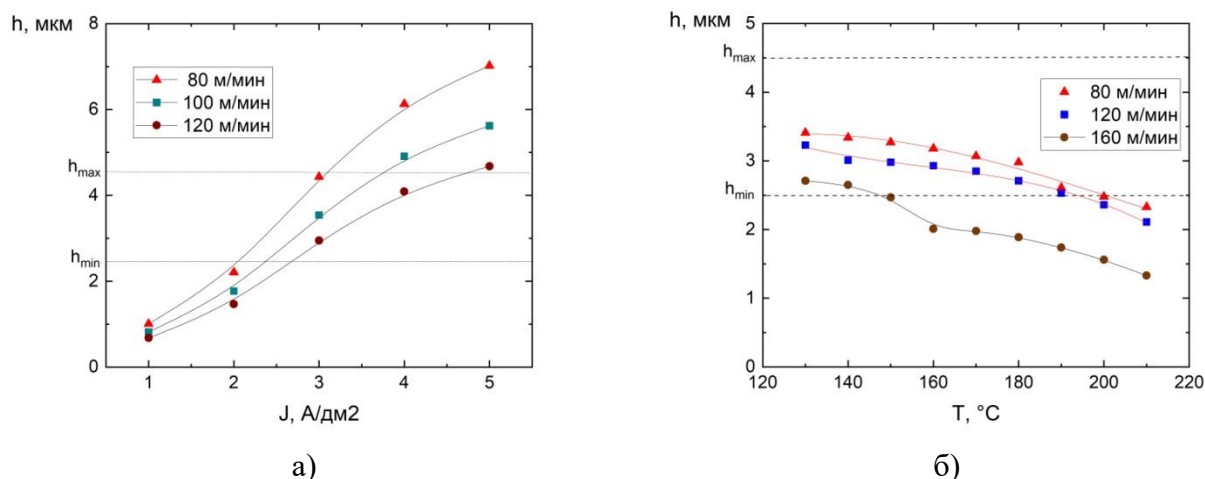 h, мкм
8
6
4
2
0
h_max
h_min
80 м/мин
100 м/мин
120 м/мин
1 2 3 4 5
J, А/дм2
а)
h, мкм
5
4
3
2
1
0
h_max
h_min
80 м/мин
120 м/мин
160 м/мин
120 140 160 180 200 220
T, °C
б)